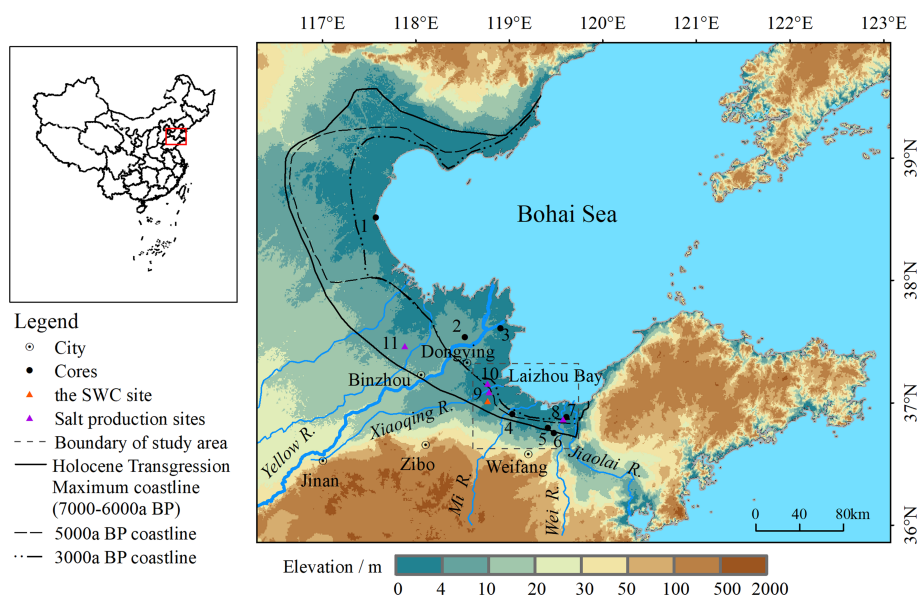 117°E
118°E
119°E
120°E
121°E
122°E
123°E
39°N
38°N
37°N
36°N
Bohai Sea
1
2
3
11
Dongying
10
Laizhou Bay
Binzhou
9
8
7
4
5
6
Xiaoqing R.
Yellow R.
Jinan
Zibo
Mi R.
Weifang
Wei R.
Jiaolai R.
0 40 80km
Legend
City
Cores
the SWC site
Salt production sites
Boundary of study area
Holocene Transgression
Maximum coastline
(7000-6000a BP)
5000a BP coastline
3000a BP coastline
Elevation / m
0 4 10 20 30 50 100 500 2000